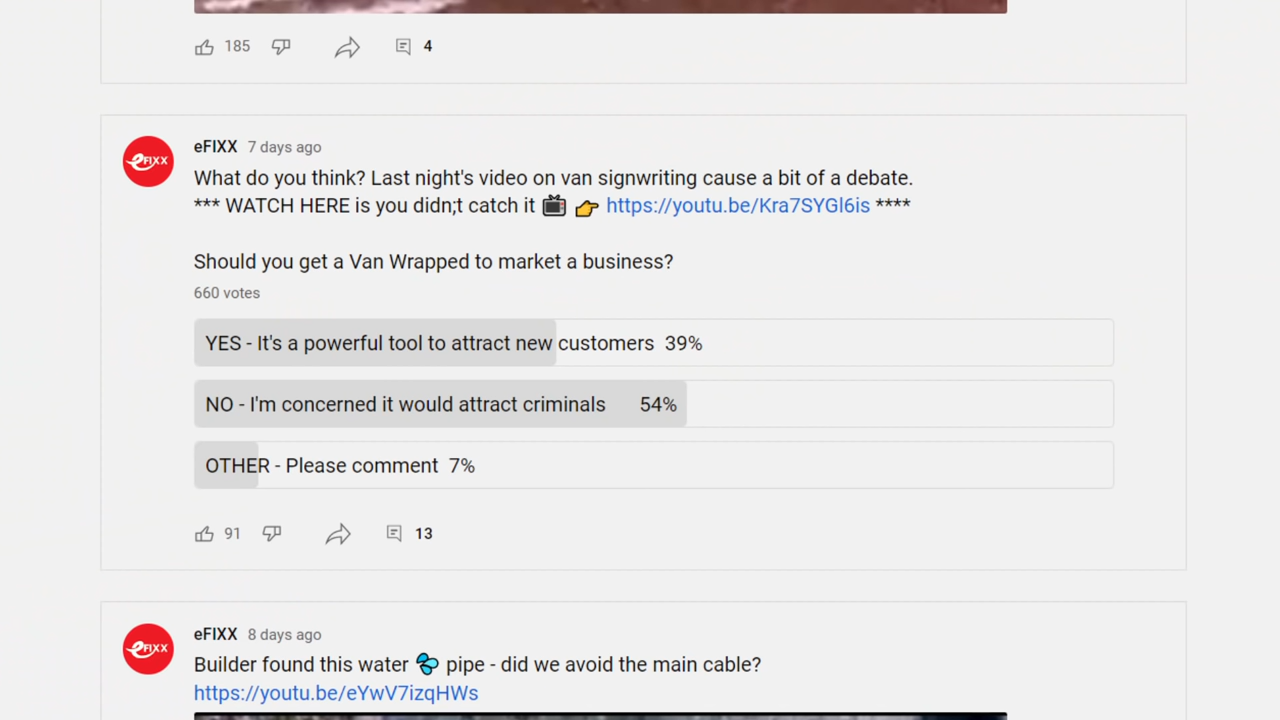 185
4
eFIXX 7 days ago
eFIXX
What do you think? Last night's video on van signwriting cause a bit of a debate.
*** WATCH HERE is you didn;t catch it 📺 👉 https://youtu.be/Kra7SYGl6is ****
Should you get a Van Wrapped to market a business?
660 votes
YES - It's a powerful tool to attract new customers 39%
NO - I'm concerned it would attract criminals 54%
OTHER - Please comment 7%
91
13
eFIXX 8 days ago
eFIXX
Builder found this water 💦 pipe - did we avoid the main cable?
https://youtu.be/eYwV7izqHWs